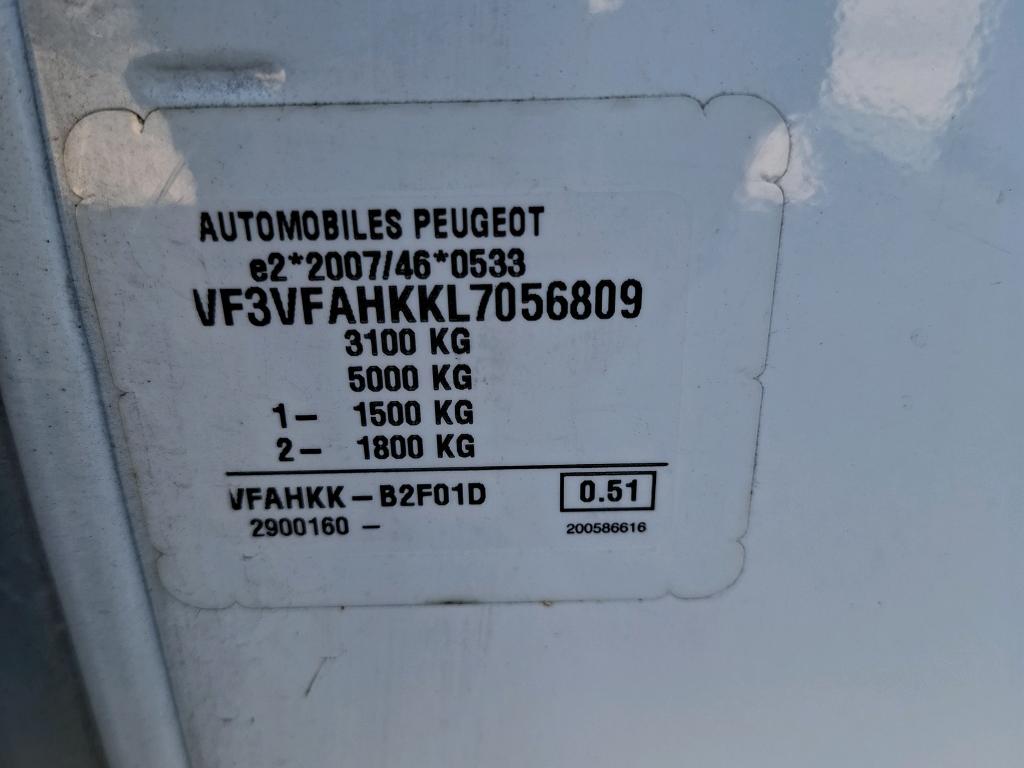 AUTOMOBILES PEUGEOT
e2*2007/46*0533
VF3VFAHKKL7056809
3100 KG
5000 KG
1- 1500 KG
2- 1800 KG
VFAHKK-B2F01D 0.51
2900160 - 200586616